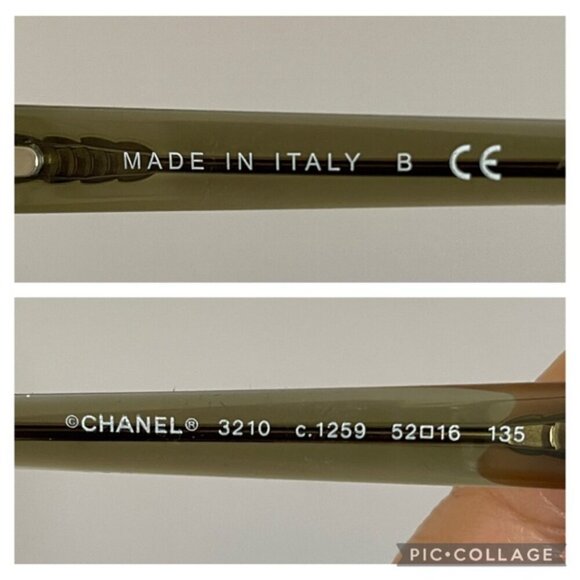 MADE IN ITALY B CE
©CHANEL® 3210 c.1259 52□16 135
PIC•COLLAGE